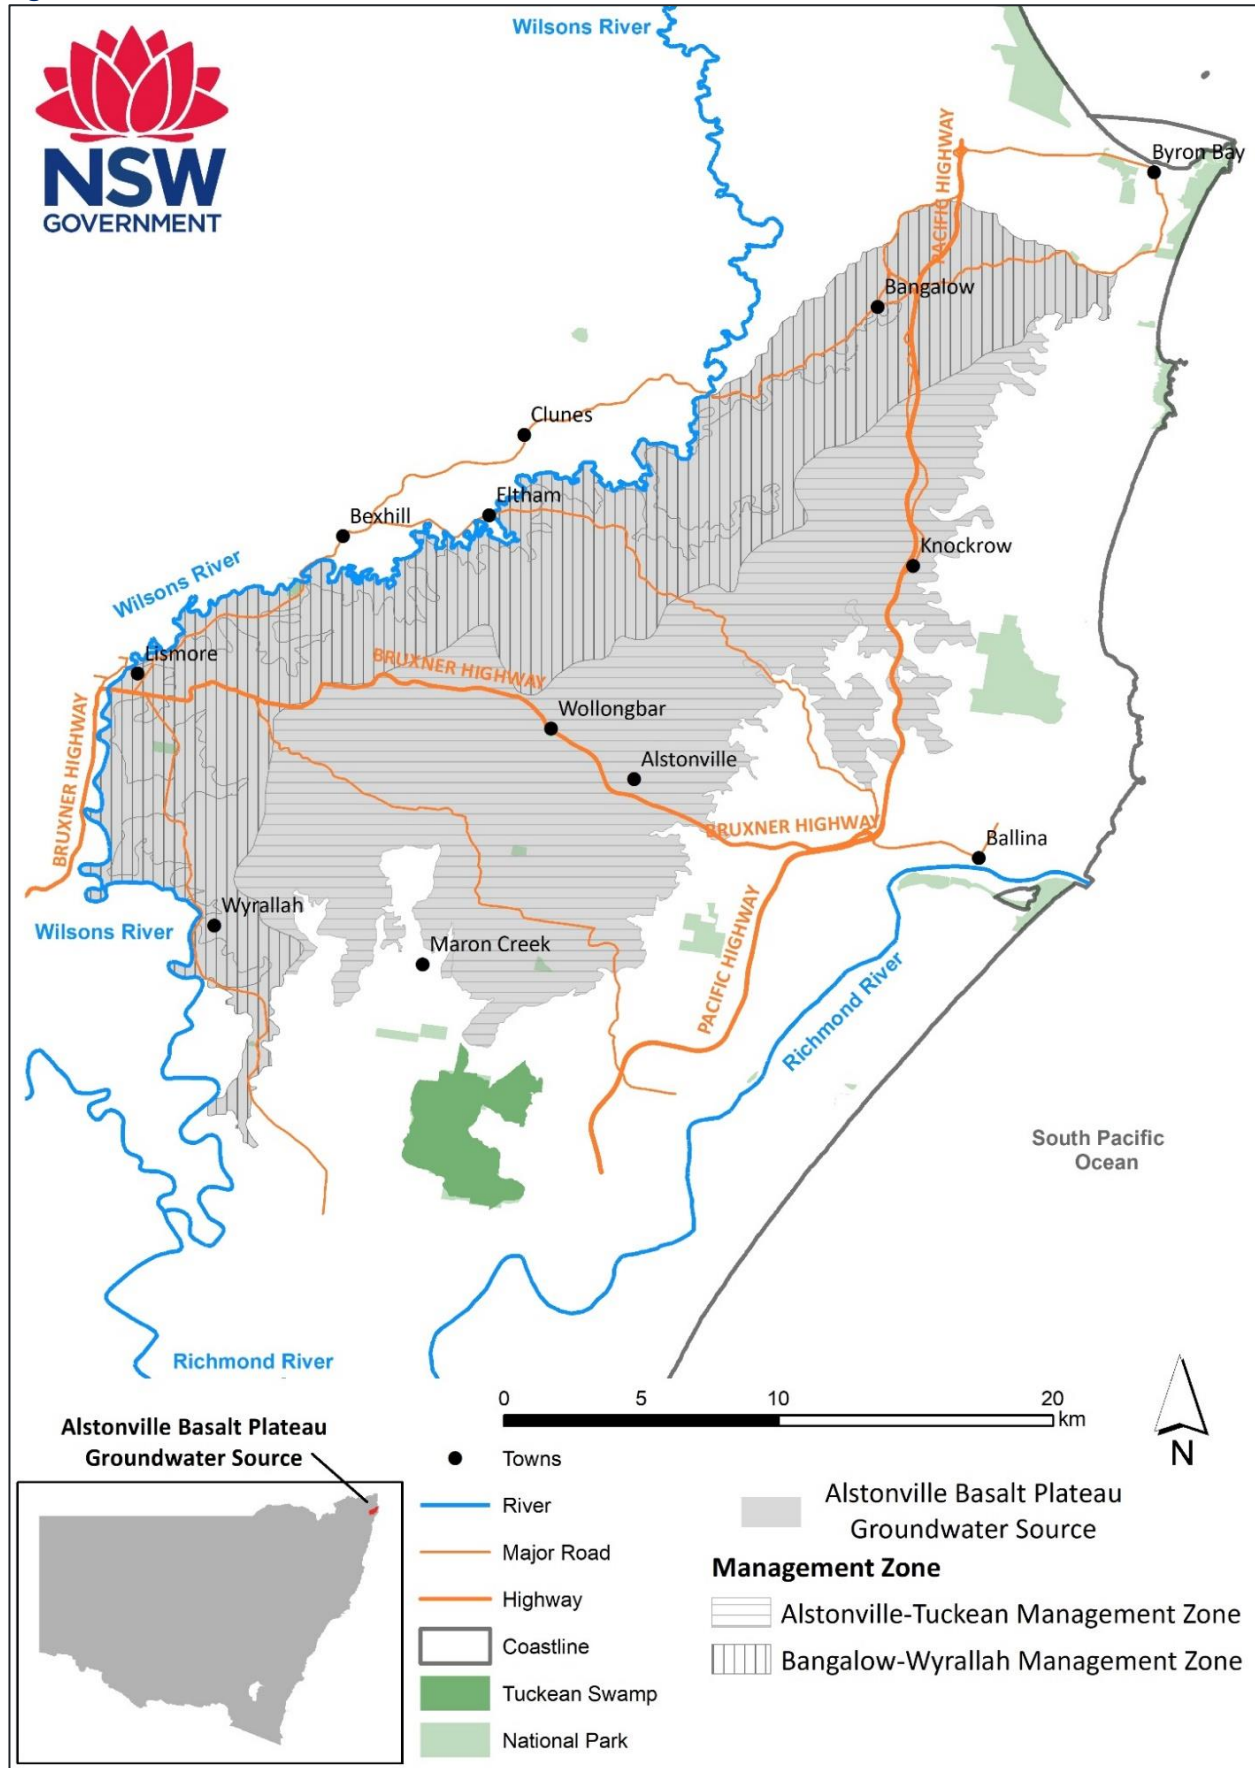 Wilsons River
NSW
GOVERNMENT
PACIFIC HIGHWAY
Byron Bay
Bangalow
Clunes
Eltham
Bexhill
Knockrow
Wilsons River
Lismore
BRUXNER HIGHWAY
Wollongbar
Alstonville
BRUXNER HIGHWAY
BRUXNER HIGHWAY
Ballina
Wyrallah
Wilsons River
Maron Creek
PACIFIC HIGHWAY
Richmond River
South Pacific
Ocean
Richmond River
0 5 10 20
km
N
Alstonville Basalt Plateau
Groundwater Source
Towns
River
Major Road
Highway
Coastline
Tuckean Swamp
National Park
Alstonville Basalt Plateau
Groundwater Source
Management Zone
Alstonville-Tuckean Management Zone
Bangalow-Wyrallah Management Zone